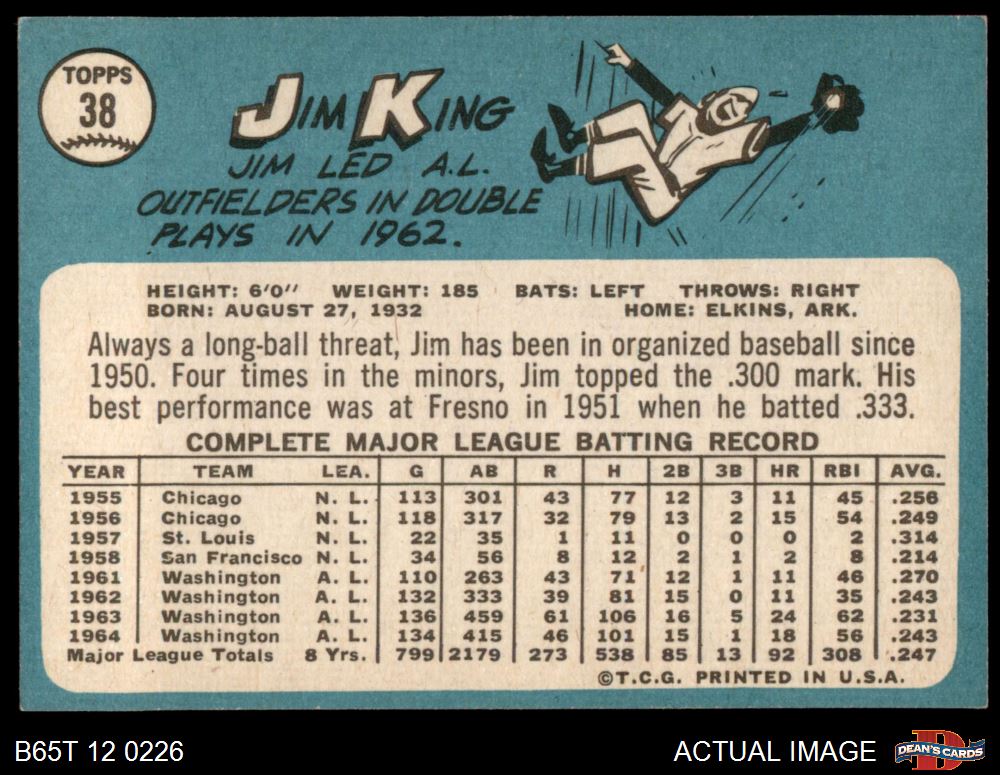 TOPPS
38
JIM KING
JIM LED A.L.
OUTFIELDERS IN DOUBLE
PLAYS IN 1962.
HEIGHT: 6'0" WEIGHT: 185 BATS: LEFT THROWS: RIGHT
BORN: AUGUST 27, 1932 HOME: ELKINS, ARK.
Always a long-ball threat, Jim has been in organized baseball since
1950. Four times in the minors, Jim topped the .300 mark. His
best performance was at Fresno in 1951 when he batted .333.
COMPLETE MAJOR LEAGUE BATTING RECORD
YEAR TEAM LEA. G AB R H 2B 3B HR RBI AVG.
1955 Chicago N. L. 113 301 43 77 12 3 11 45 .256
1956 Chicago N. L. 118 317 32 79 13 2 15 54 .249
1957 St. Louis N. L. 22 35 1 11 0 0 0 2 .314
1958 San Francisco N. L. 34 56 8 12 2 1 2 8 .214
1961 Washington A. L. 110 263 43 71 12 1 11 46 .270
1962 Washington A. L. 132 333 39 81 15 0 11 35 .243
1963 Washington A. L. 136 459 61 106 16 5 24 62 .231
1964 Washington A. L. 134 415 46 101 15 1 18 56 .243
Major League Totals 8 Yrs. 799 2179 273 538 85 13 92 308 .247
©T.C.G. PRINTED IN U.S.A.
B65T 12 0226 ACTUAL IMAGE DEAN'S CARDS